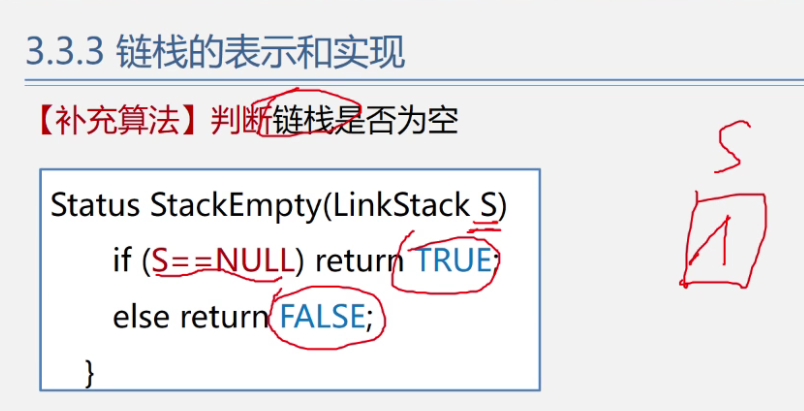 3.3.3 链栈的表示和实现
【补充算法】判断链栈是否为空
Status StackEmpty(LinkStack S)
if (S==NULL) return TRUE;
else return FALSE;
}
S